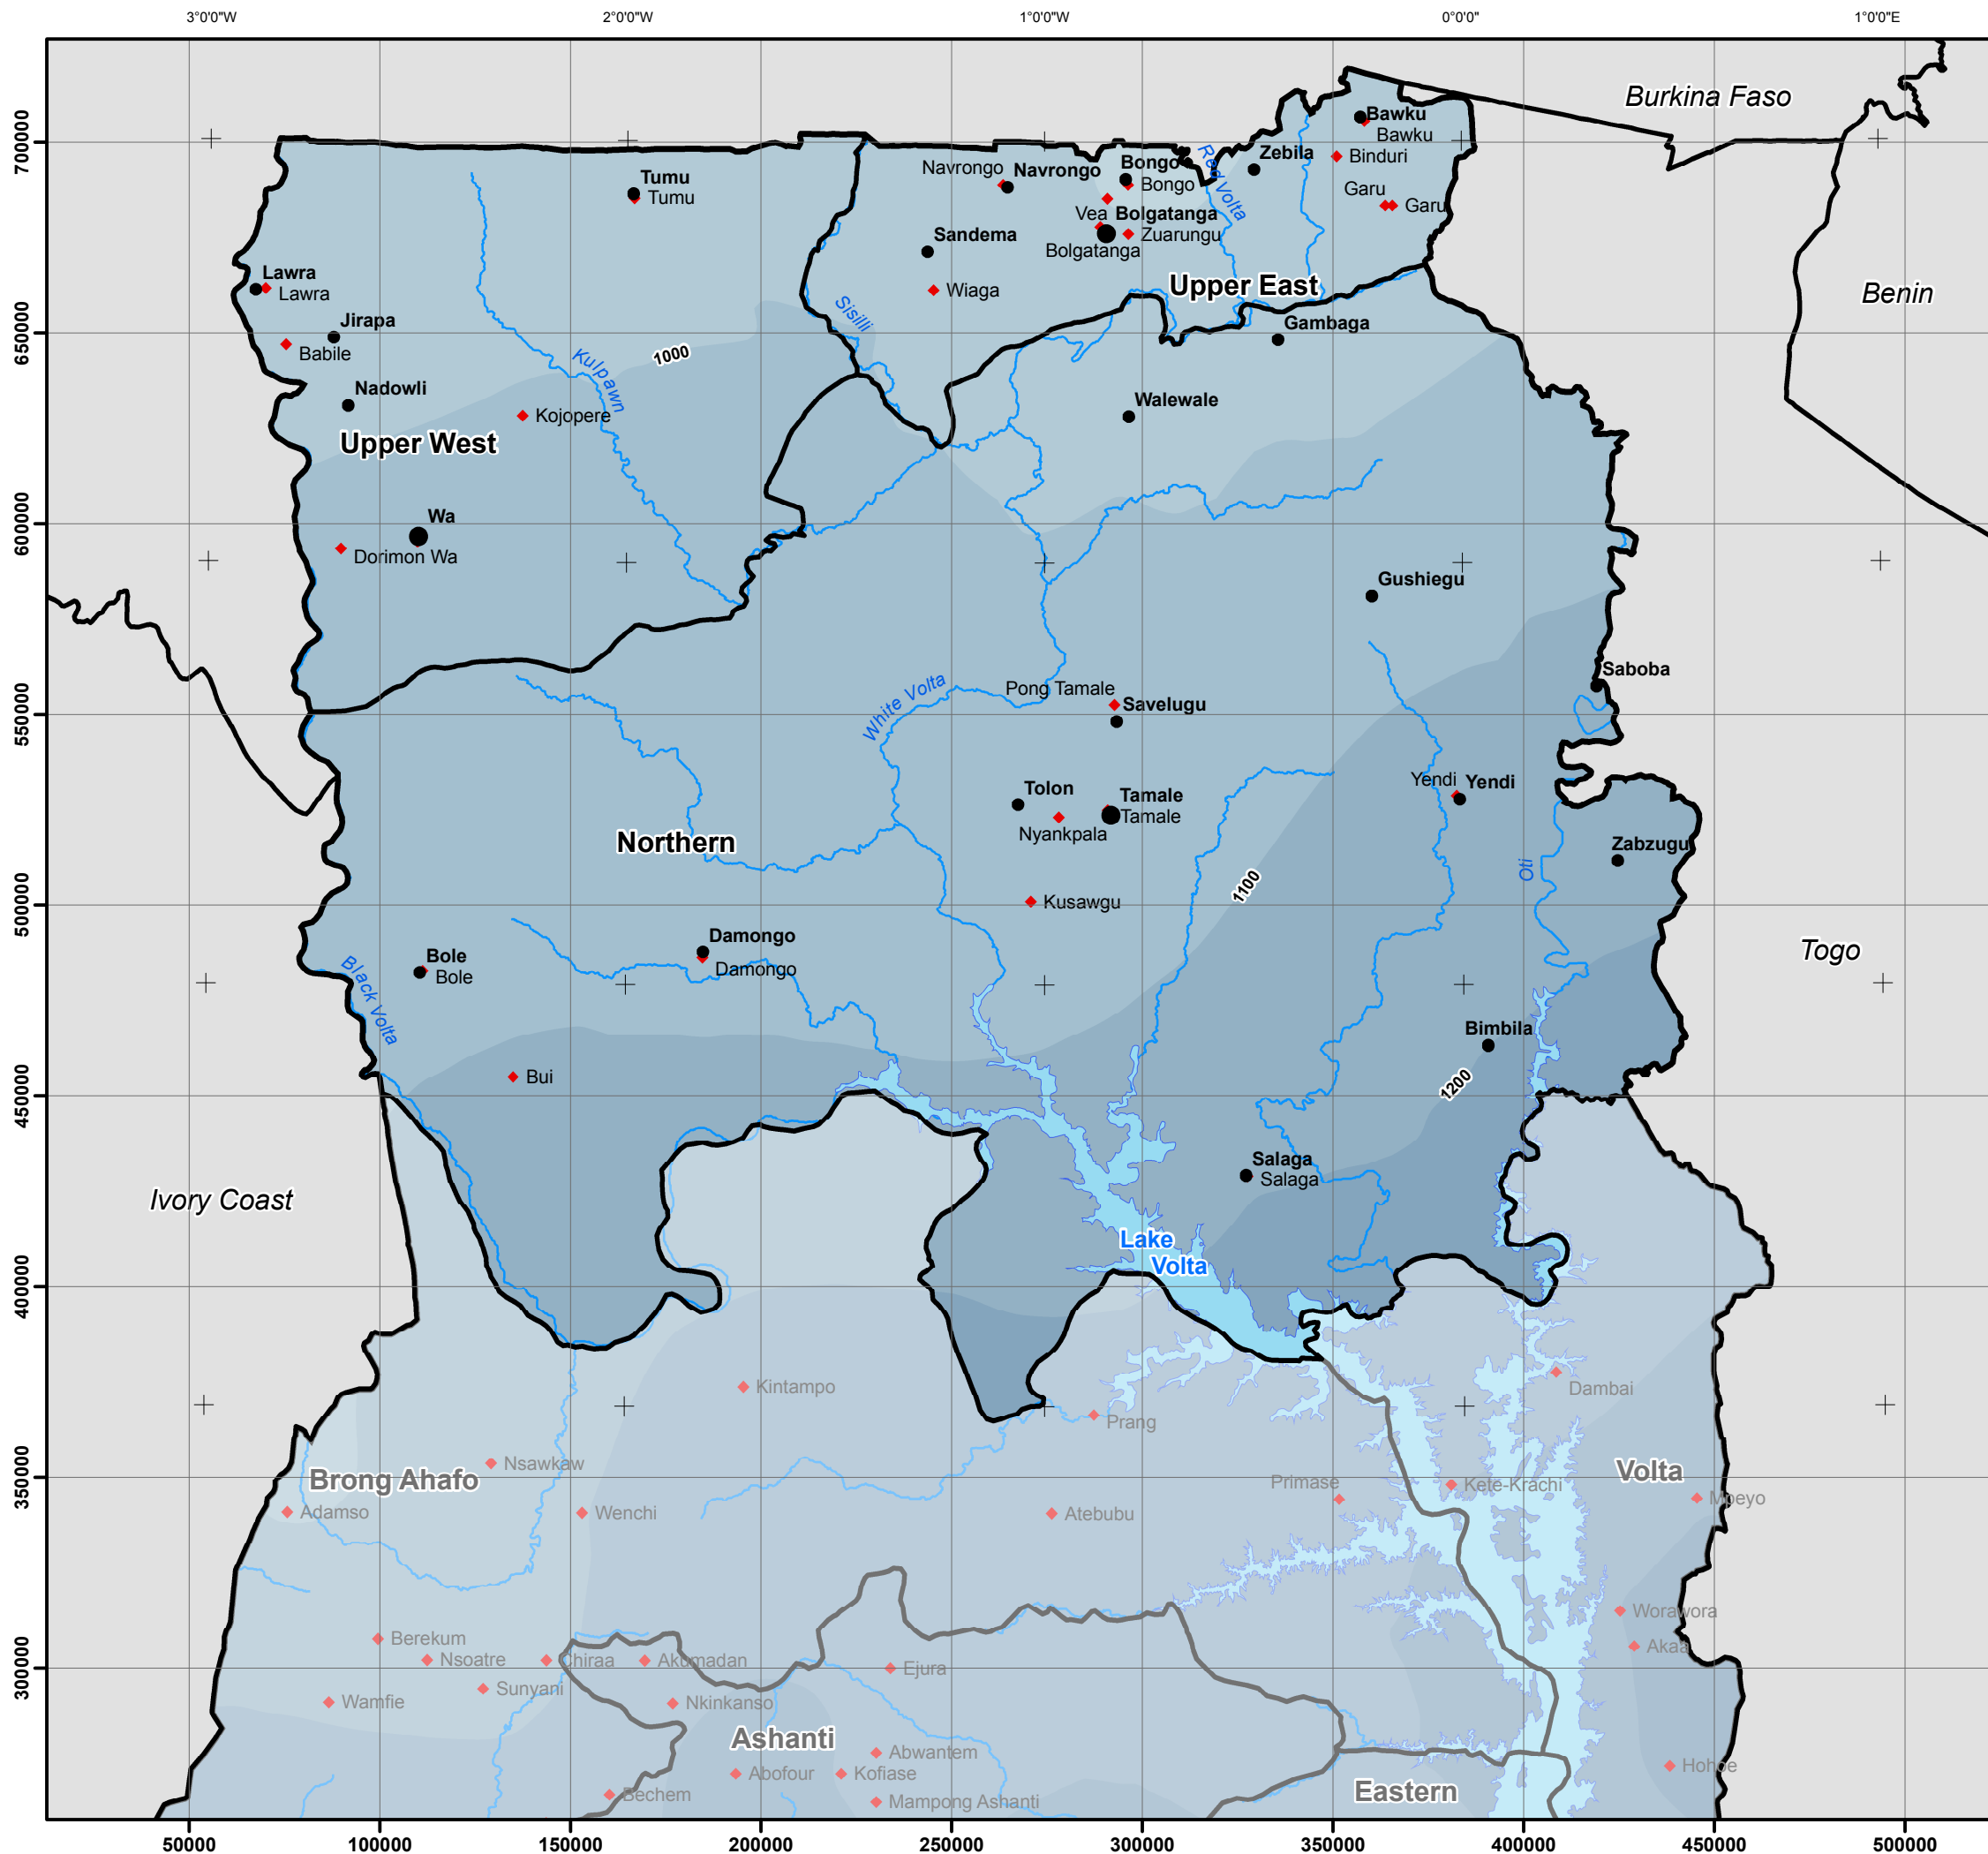 3°0'0"W
2°0'0"W
1°0'0"W
0°0'0"
1°0'0"E
Burkina Faso
Bawku
Bawku
700000
Binduri
Zebila
Bongo
Bongo
Navrongo
Navrongo
Red Volta
Tumu
Tumu
Garu
Garu
Vea
Bolgatanga
Zuarungu
Bolgatanga
Sandema
Lawra
Lawra
Wiaga
Upper East
Benin
Sisilli
Jirapa
Gambaga
650000
Babile
1000
Kulpawn
Nadowli
Walewale
Kojopere
Upper West
Wa
600000
Dorimon
Wa
Gushiegu
Saboba
Pong Tamale
Savelugu
White Volta
550000
Yendi
Yendi
Tolon
Tamale
Tamale
Nyankpala
Northern
Zabzugu
Oti
1100
500000
Kusawgu
Damongo
Damongo
Bole
Bole
Togo
Black Volta
Bimbila
Bui
1200
450000
Salaga
Salaga
Ivory Coast
Lake
Volta
400000
Kintampo
Dambai
Prang
Nsawkaw
Brong Ahafo
Volta
350000
Primase
Kete-Krachi
Mpeyo
Adamso
Wenchi
Atebubu
Worawora
Berekum
Akaa
Nsoatre
Chiraa
Akumadan
Ejura
300000
Sunyani
Wamfie
Nkinkanso
Ashanti
Abwantem
Hohoe
Abofour
Kofiase
Eastern
Bechem
Mampong Ashanti
50000
100000
150000
200000
250000
300000
350000
400000
450000
500000